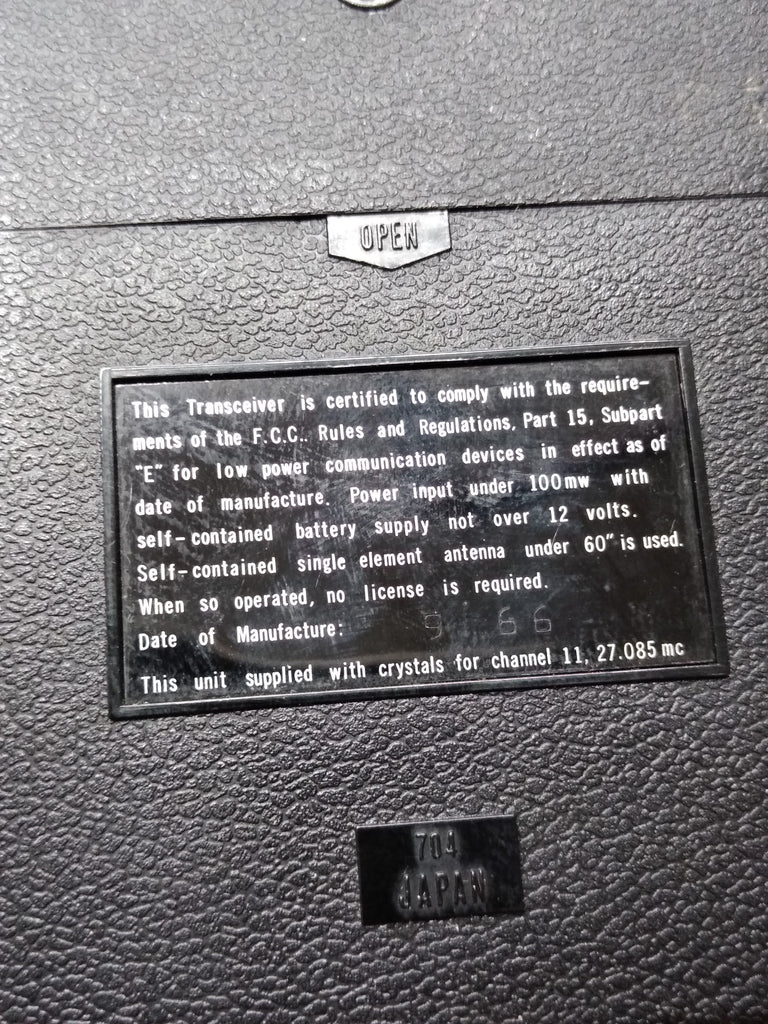 OPEN
This Transceiver is certified to comply with the require-
ments of the F.C.C.. Rules and Regulations, Part 15, Subpart
"E" for low power communication devices in effect as of
date of manufacture. Power input under 100mw with
self-contained battery supply not over 12 volts.
Self-contained single element antenna under 60" is used.
When so operated, no license is required.
Date of Manufacture: 9 66
This unit supplied with crystals for channel 11, 27.085 mc
704
JAPAN